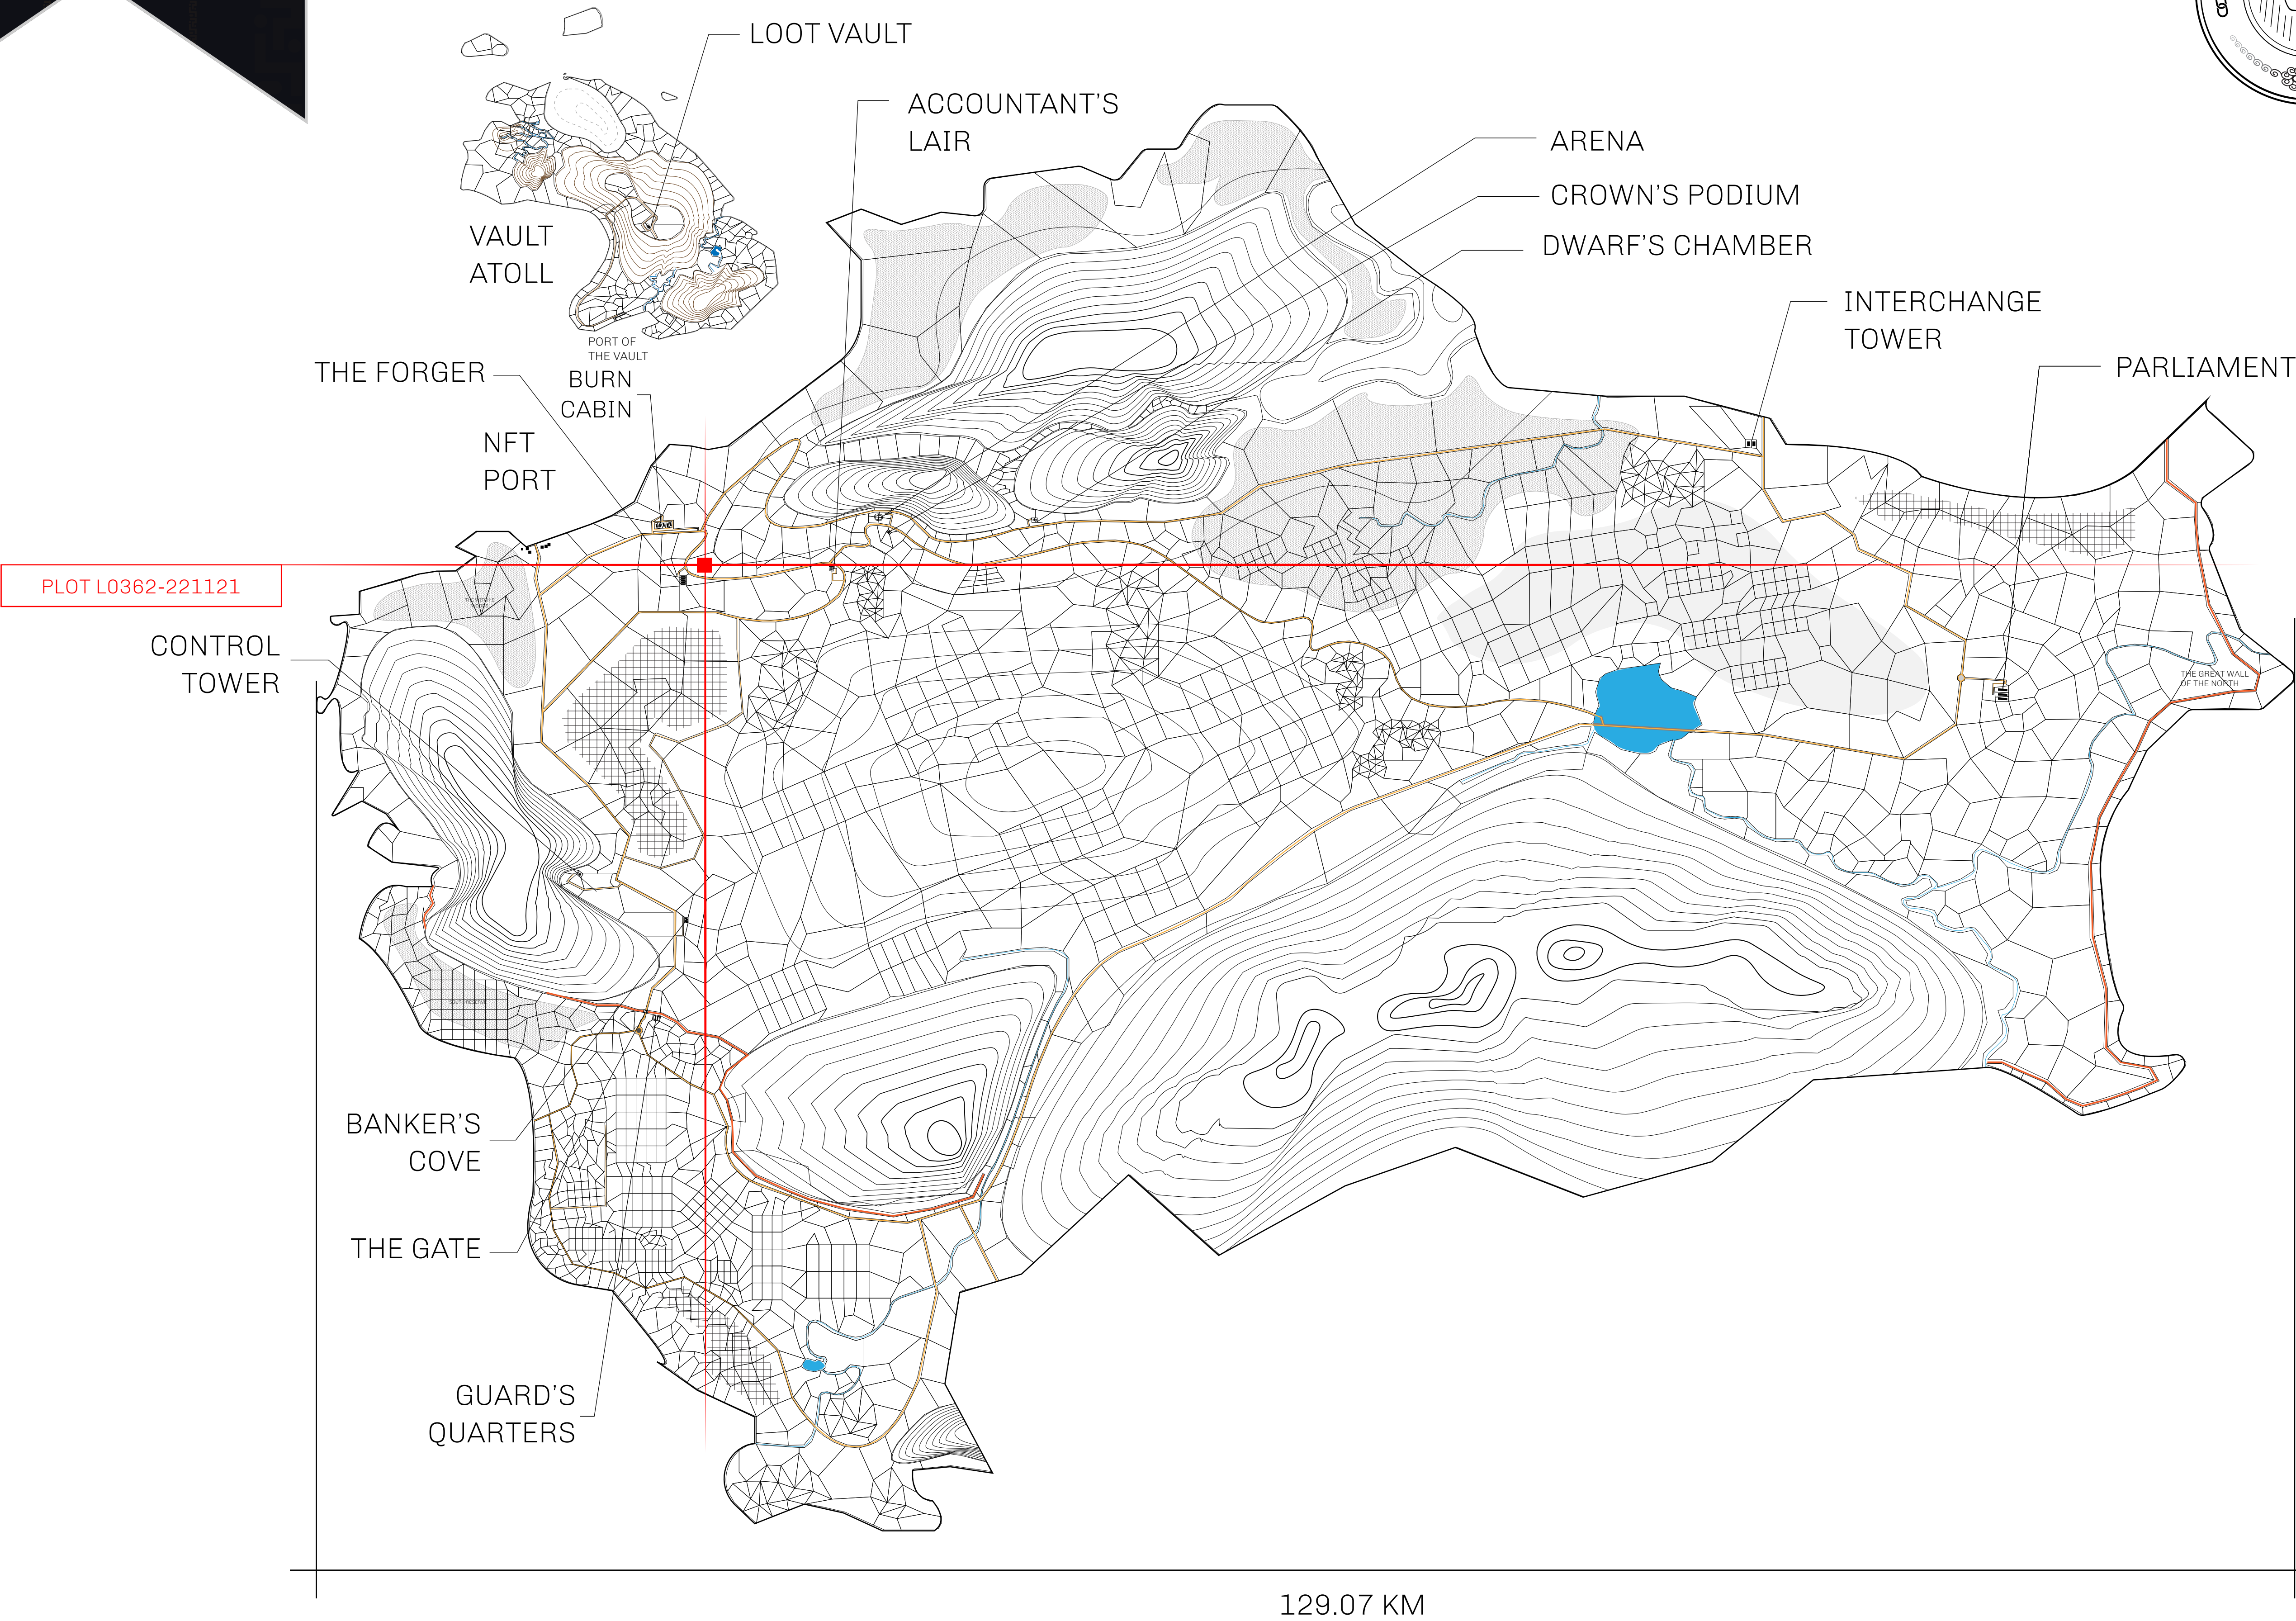 LOOT VAULT
ACCOUNTANT'S
LAIR
ARENA
CROWN'S PODIUM
DWARF'S CHAMBER
VAULT
ATOLL
INTERCHANGE
TOWER
PORT OF
THE VAULT
PARLIAMENT
THE FORGER
BURN
CABIN
NFT
PORT
PLOT L0362-221121
CONTROL
TOWER
THE GREAT WALL
OF THE NORTH
SOUTH RESERVE
BANKER'S
COVE
THE GATE
GUARD'S
QUARTERS
129.07 KM